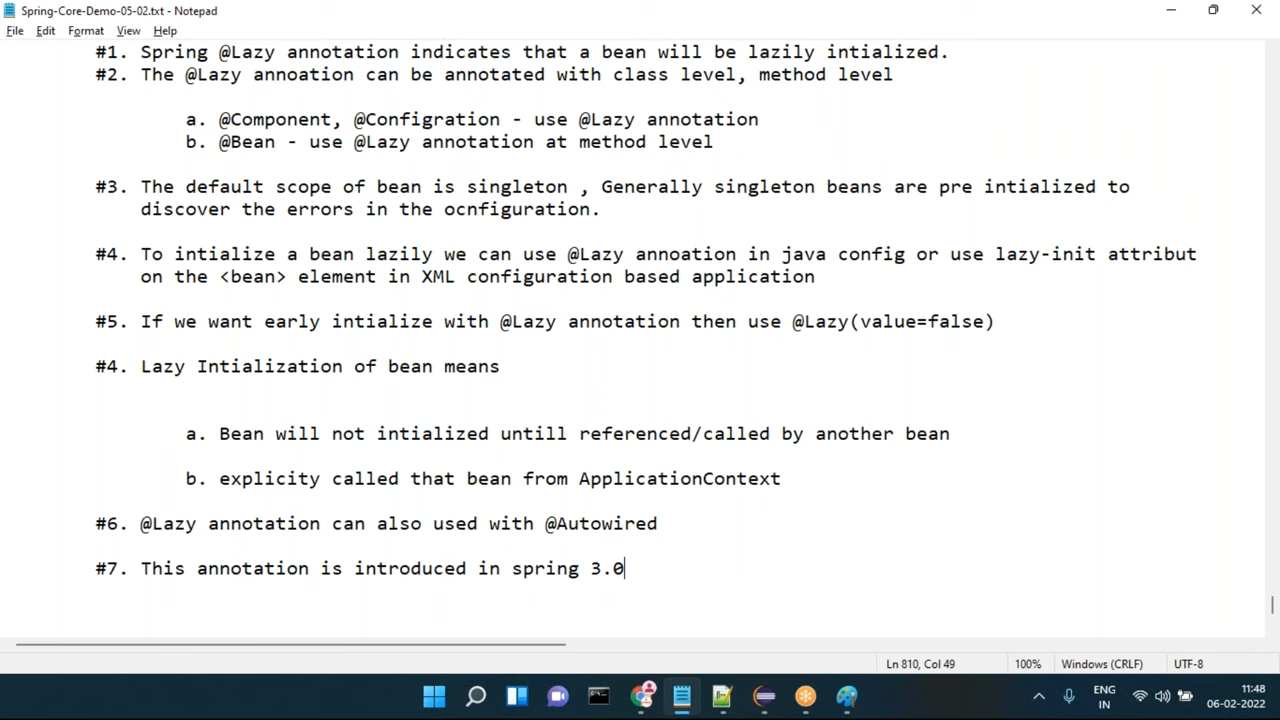 Spring-Core-Demo-05-02.txt - Notepad
File Edit Format View Help
#1. Spring @Lazy annotation indicates that a bean will be lazily intialized.
#2. The @Lazy annoation can be annotated with class level, method level
a. @Component, @Configration - use @Lazy annotation
b. @Bean - use @Lazy annotation at method level
#3. The default scope of bean is singleton , Generally singleton beans are pre intialized to
discover the errors in the ocnfiguration.
#4. To intialize a bean lazily we can use @Lazy annoation in java config or use lazy-init attribut
on the <bean> element in XML configuration based application
#5. If we want early intialize with @Lazy annotation then use @Lazy(value=false)
#4. Lazy Intialization of bean means
a. Bean will not intialized untill referenced/called by another bean
b. explicity called that bean from ApplicationContext
#6. @Lazy annotation can also used with @Autowired
#7. This annotation is introduced in spring 3.0
Ln 810, Col 49 100% Windows (CRLF) UTF-8
ENG 11:48
IN 06-02-2022